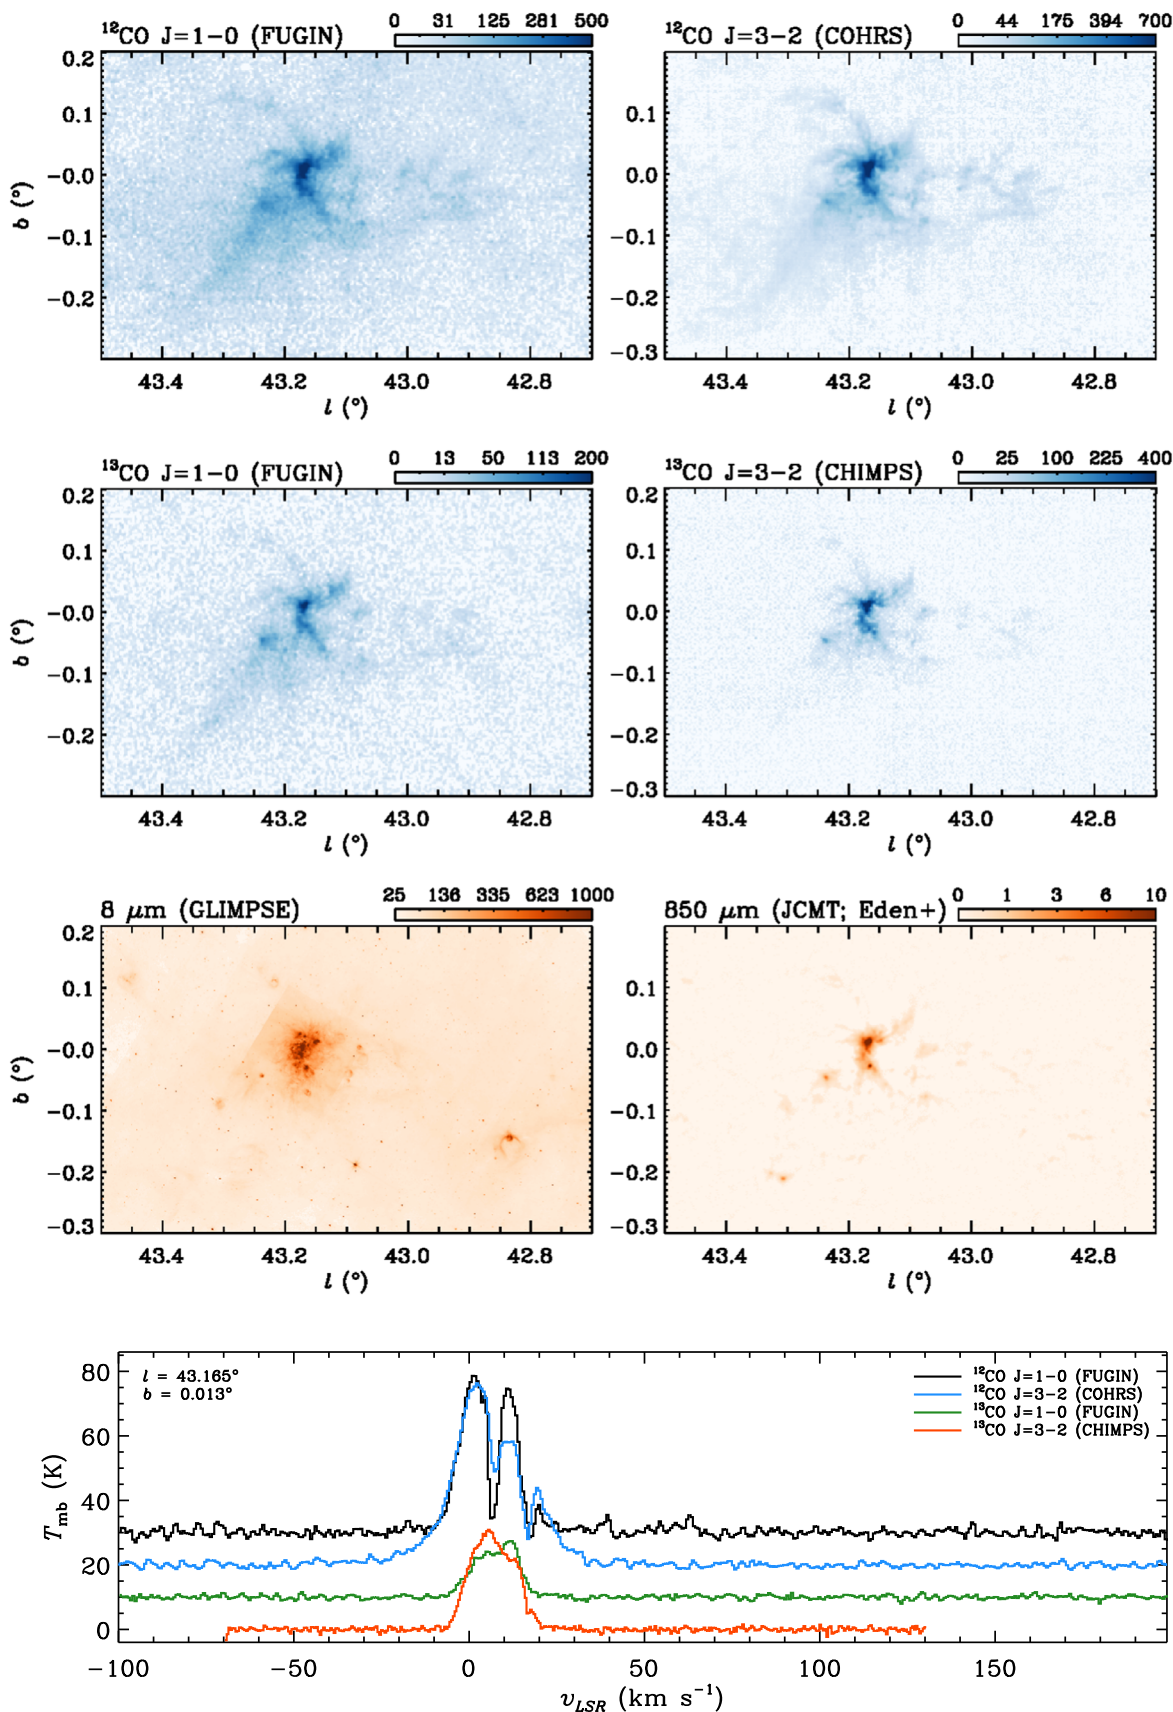 ¹²CO J=1−0 (FUGIN) 0 31 125 281 500
¹²CO J=3−2 (COHRS) 0 44 175 394 700
0.2
0.1
−0.0
−0.1
−0.2
b (°)
43.4 43.2 43.0 42.8
l (°)
0.1
0.0
−0.1
−0.2
−0.3
43.4 43.2 43.0 42.8
l (°)
¹³CO J=1−0 (FUGIN) 0 13 50 113 200
¹³CO J=3−2 (CHIMPS) 0 25 100 225 400
0.2
0.1
−0.0
−0.1
−0.2
b (°)
43.4 43.2 43.0 42.8
l (°)
0.1
−0.0
−0.1
−0.2
−0.3
43.4 43.2 43.0 42.8
l (°)
8 μm (GLIMPSE) 25 136 335 623 1000
850 μm (JCMT; Eden+) 0 1 3 6 10
0.2
0.1
−0.0
−0.1
−0.2
−0.3
b (°)
43.4 43.2 43.0 42.8
l (°)
0.1
0.0
−0.1
−0.2
−0.3
43.4 43.2 43.0 42.8
l (°)
l = 43.165°
b = 0.013°
¹²CO J=1−0 (FUGIN)
¹²CO J=3−2 (COHRS)
¹³CO J=1−0 (FUGIN)
¹³CO J=3−2 (CHIMPS)
80
60
40
20
0
T_mb (K)
−100 −50 0 50 100 150
v_LSR (km s⁻¹)